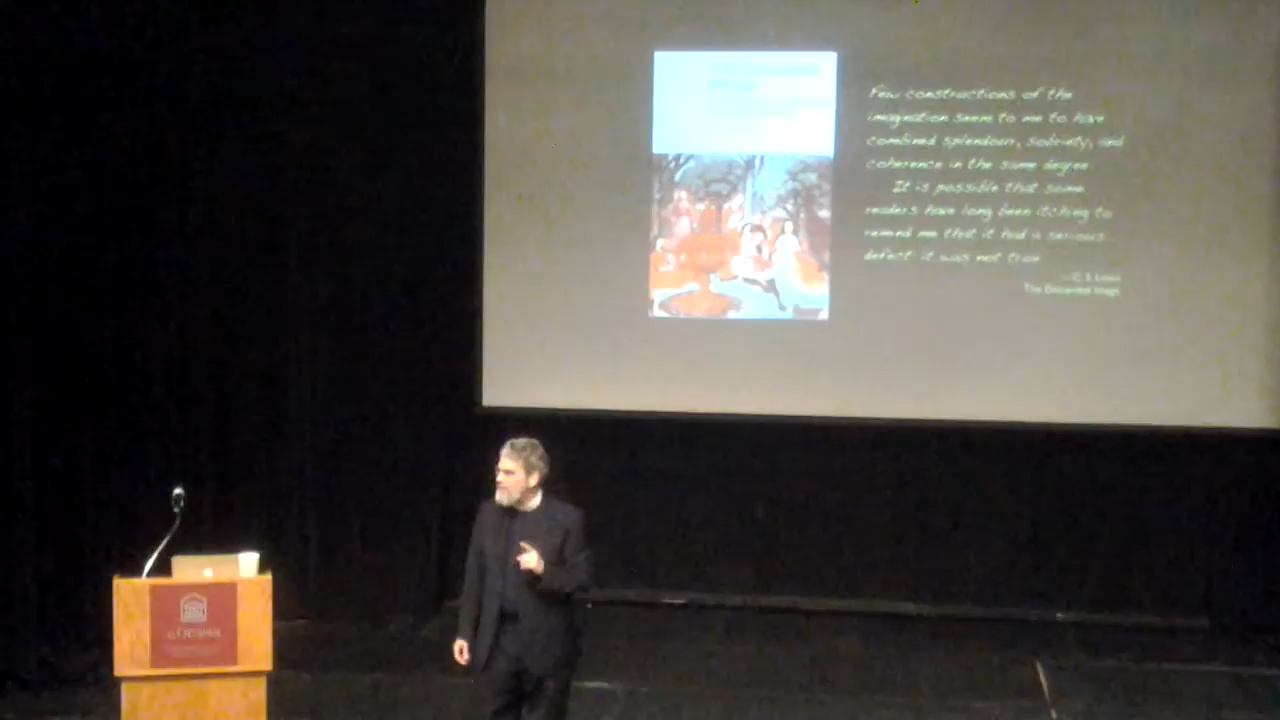 Few constructions of the
imagination seem to me to have
combined splendour, sobriety, and
coherence in the same degree.
It is possible that some
readers have long been itching to
remind me that it had a serious
defect: it was not true.
—C. S. Lewis
The Discarded Image
uOttawa